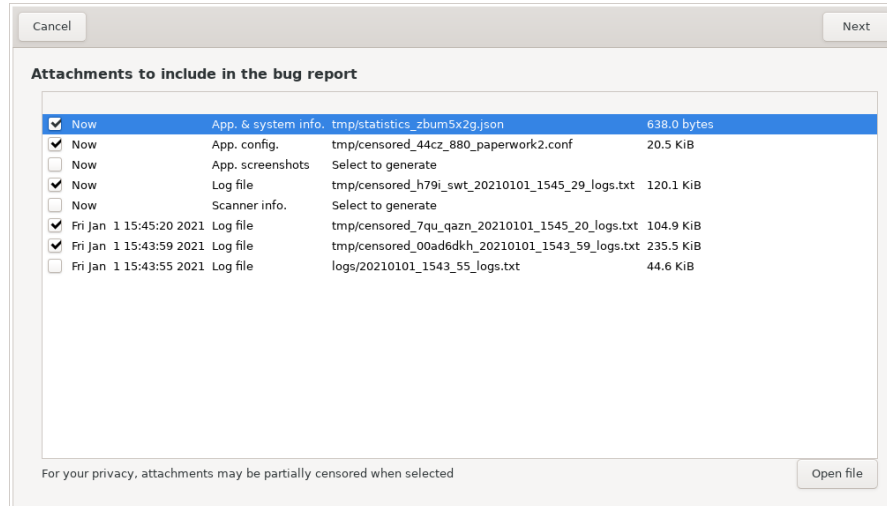 Cancel Next
Attachments to include in the bug report
Now App. & system info. tmp/statistics_zbum5x2g.json 638.0 bytes
Now App. config. tmp/censored_44cz_880_paperwork2.conf 20.5 KiB
Now App. screenshots Select to generate
Now Log file tmp/censored_h79i_swt_20210101_1545_29_logs.txt 120.1 KiB
Now Scanner info. Select to generate
Fri Jan 1 15:45:20 2021 Log file tmp/censored_7qu_qazn_20210101_1545_20_logs.txt 104.9 KiB
Fri Jan 1 15:43:59 2021 Log file tmp/censored_00ad6dkh_20210101_1543_59_logs.txt 235.5 KiB
Fri Jan 1 15:43:55 2021 Log file logs/20210101_1543_55_logs.txt 44.6 KiB
For your privacy, attachments may be partially censored when selected Open file